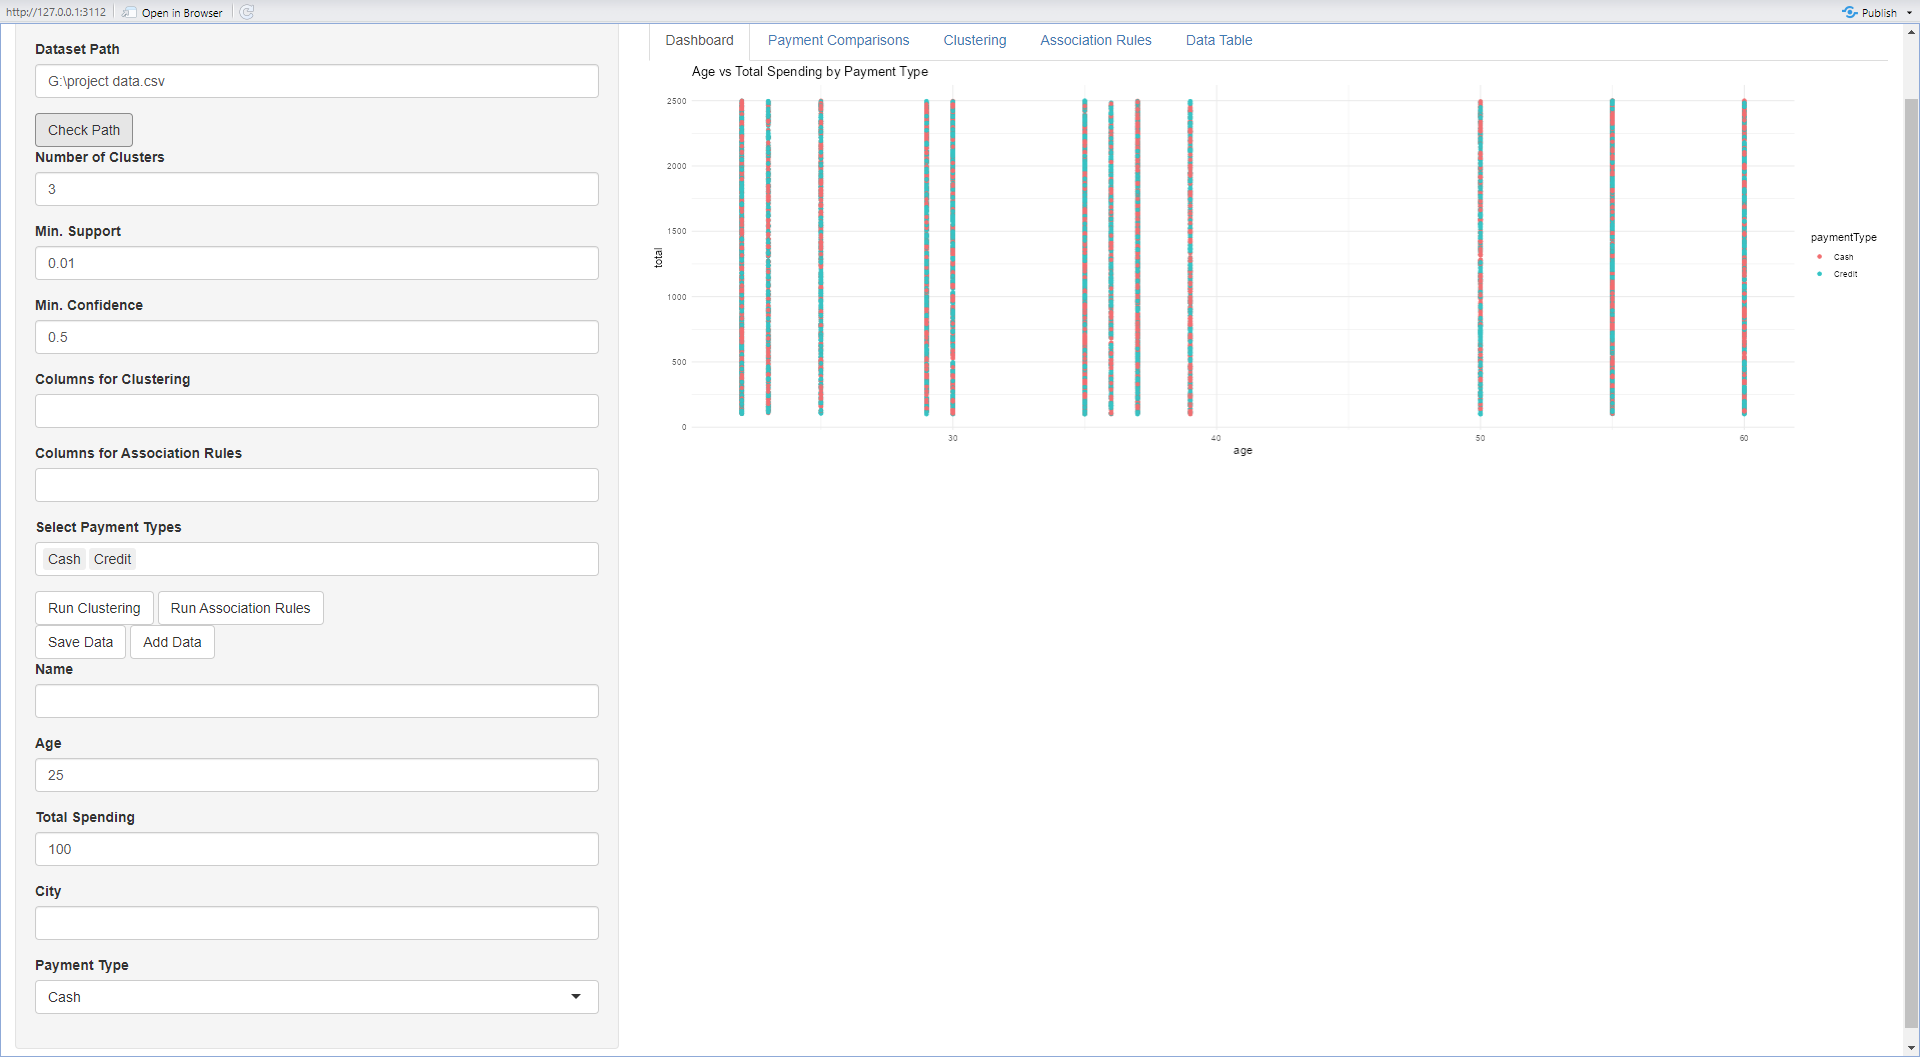 http://127.0.0.1:3112 Open in Browser Publish
Dataset Path
G:\project data.csv
Check Path
Number of Clusters
3
Min. Support
0.01
Min. Confidence
0.5
Columns for Clustering
Columns for Association Rules
Select Payment Types
Cash Credit
Run Clustering Run Association Rules
Save Data Add Data
Name
Age
25
Total Spending
100
City
Payment Type
Cash
Dashboard Payment Comparisons Clustering Association Rules Data Table
Age vs Total Spending by Payment Type
2500
2000
1500
1000
500
0
total
30 40 50 60
age
paymentType
Cash
Credit